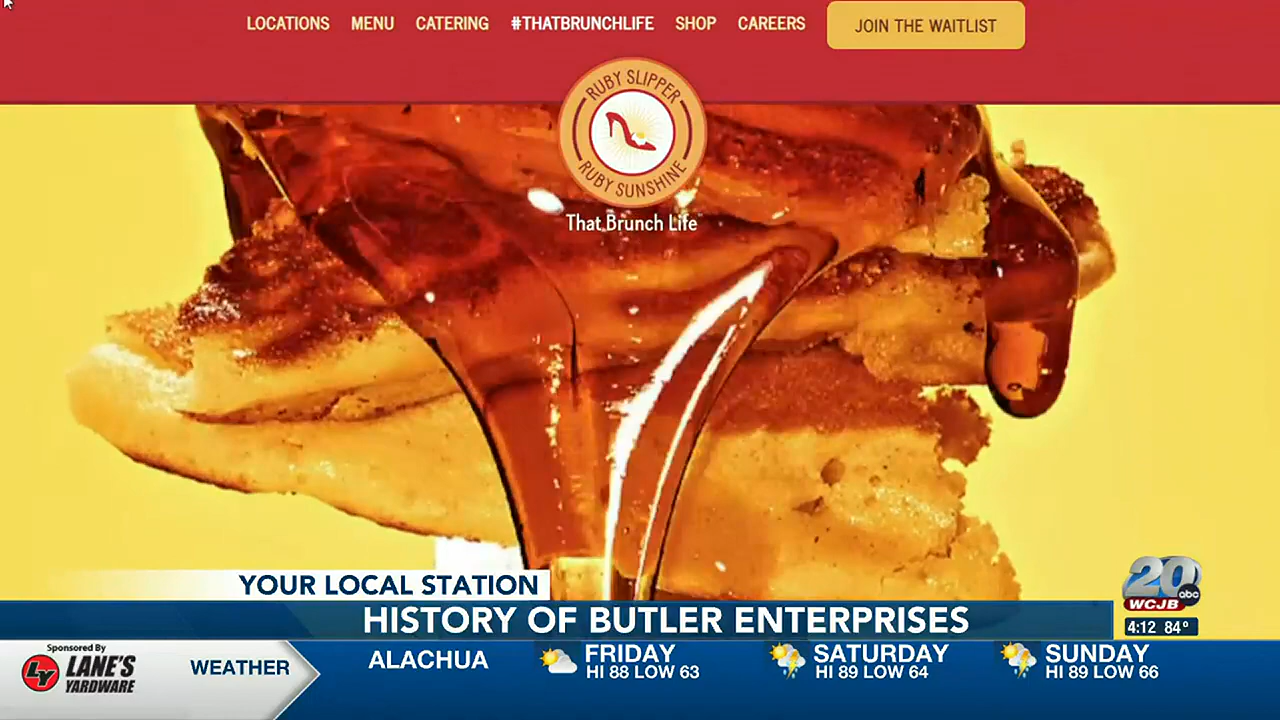 LOCATIONS MENU CATERING #THATBRUNCHLIFE SHOP CAREERS JOIN THE WAITLIST
RUBY SLIPPER
RUBY SUNSHINE
That Brunch Life
YOUR LOCAL STATION
HISTORY OF BUTLER ENTERPRISES
20
abc
WCJB
4:12 84°
Sponsored By
LY LANE'S
YARDWARE
WEATHER
ALACHUA
FRIDAY
HI 88 LOW 63
SATURDAY
HI 89 LOW 64
SUNDAY
HI 89 LOW 66